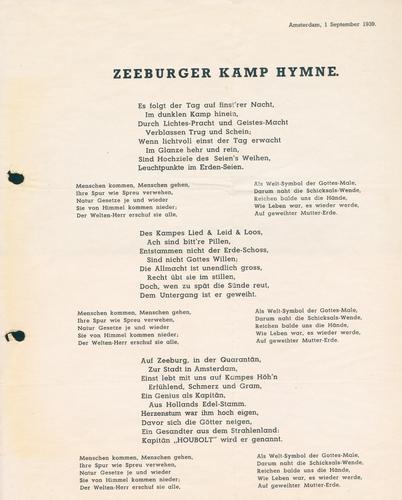 Amsterdam, 1 September 1939.
ZEEBURGER KAMP HYMNE.
Es folgt der Tag auf finst'rer Nacht,
Im dunklen Kamp hinein,
Durch Lichtes-Pracht und Geistes-Macht
Verblassen Trug und Schein;
Wenn lichtvoll einst der Tag erwacht
Im Glanze hehr und rein,
Sind Hochziele des Seien's Weihen,
Leuchtpunkte im Erden-Seien.
Menschen kommen, Menschen gehen,
Ihre Spur wie Spreu verwehen,
Natur Gesetze je und wieder
Sie von Himmel kommen nieder;
Der Welten-Herr erschuf sie alle,
Als Welt-Symbol der Gottes-Male,
Darum naht die Schicksals-Wende,
Reichen balde uns die Hände,
Wie Leben war, es wieder werde,
Auf geweihter Mutter-Erde.
Des Kampes Lied & Leid & Loos,
Ach sind bitt're Pillen,
Entstammen nicht der Erde-Schoss,
Sind nicht Gottes Willen;
Die Allmacht ist unendlich gross,
Recht übt sie im stillen,
Doch, wen zu spät die Sünde reut,
Dem Untergang ist er geweiht.
Menschen kommen, Menschen gehen,
Ihre Spur wie Spreu verwehen,
Natur Gesetze je und wieder
Sie von Himmel kommen nieder;
Der Welten-Herr erschuf sie alle,
Als Welt-Symbol der Gottes-Male,
Darum naht die Schicksals-Wende,
Reichen balde uns die Hände,
Wie Leben war, es wieder werde,
Auf geweihter Mutter-Erde.
Auf Zeeburg, in der Quarantän,
Zur Stadt in Amsterdam,
Einst lebt mit uns auf Kampes Höh'n
Erfühlend, Schmerz und Gram,
Ein Genius als Kapitän,
Aus Hollands Edel-Stamm.
Herzenstum war ihm hoch eigen,
Davor sich die Götter neigen,
Ein Gesandter aus dem Strahlenland:
Kapitän „HOUBOLT" wird er genannt.
Menschen kommen, Menschen gehen,
Ihre Spur wie Spreu verwehen,
Natur Gesetze je und wieder
Sie von Himmel kommen nieder;
Der Welten-Herr erschuf sie alle,
Als Welt-Symbol der Gottes-Male,
Darum naht die Schicksals-Wende,
Reichen balde uns die Hände,
Wie Leben war, es wieder werde,
Auf geweihter Mutter-Erde.